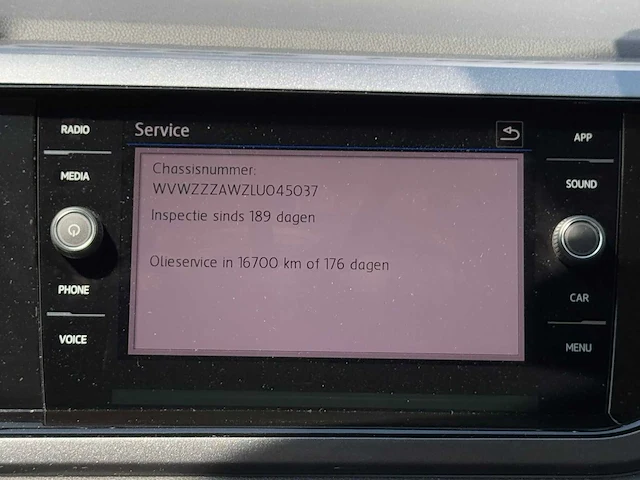 RADIO
Service
APP
MEDIA
SOUND
Chassisnummer:
WVWZZZAWZLU045037
Inspectie sinds 189 dagen
Olieservice in 16700 km of 176 dagen
PHONE
CAR
VOICE
MENU